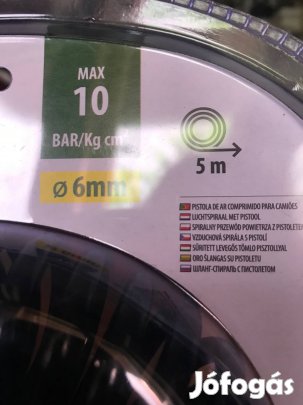 MAX
10
BAR/Kg cm²
ø 6mm
5 m
PISTOLA DE AR COMPRIMIDO PARA CAMIÕES
LUCHTSPIRAAL MET PISTOOL
SPIRALNY PRZEWÓD POWIETRZA Z PISTOLETEM
VZDUCHOVÁ SPIRÁLA S PISTOLÍ
SŰRÍTETT LEVEGŐS TÖMLŐ PISZTOLLYAL
ORO ŠLANGAS SU PISTOLETU
ШЛАНГ-СПИРАЛЬ С ПИСТОЛЕТОМ
Jófogás